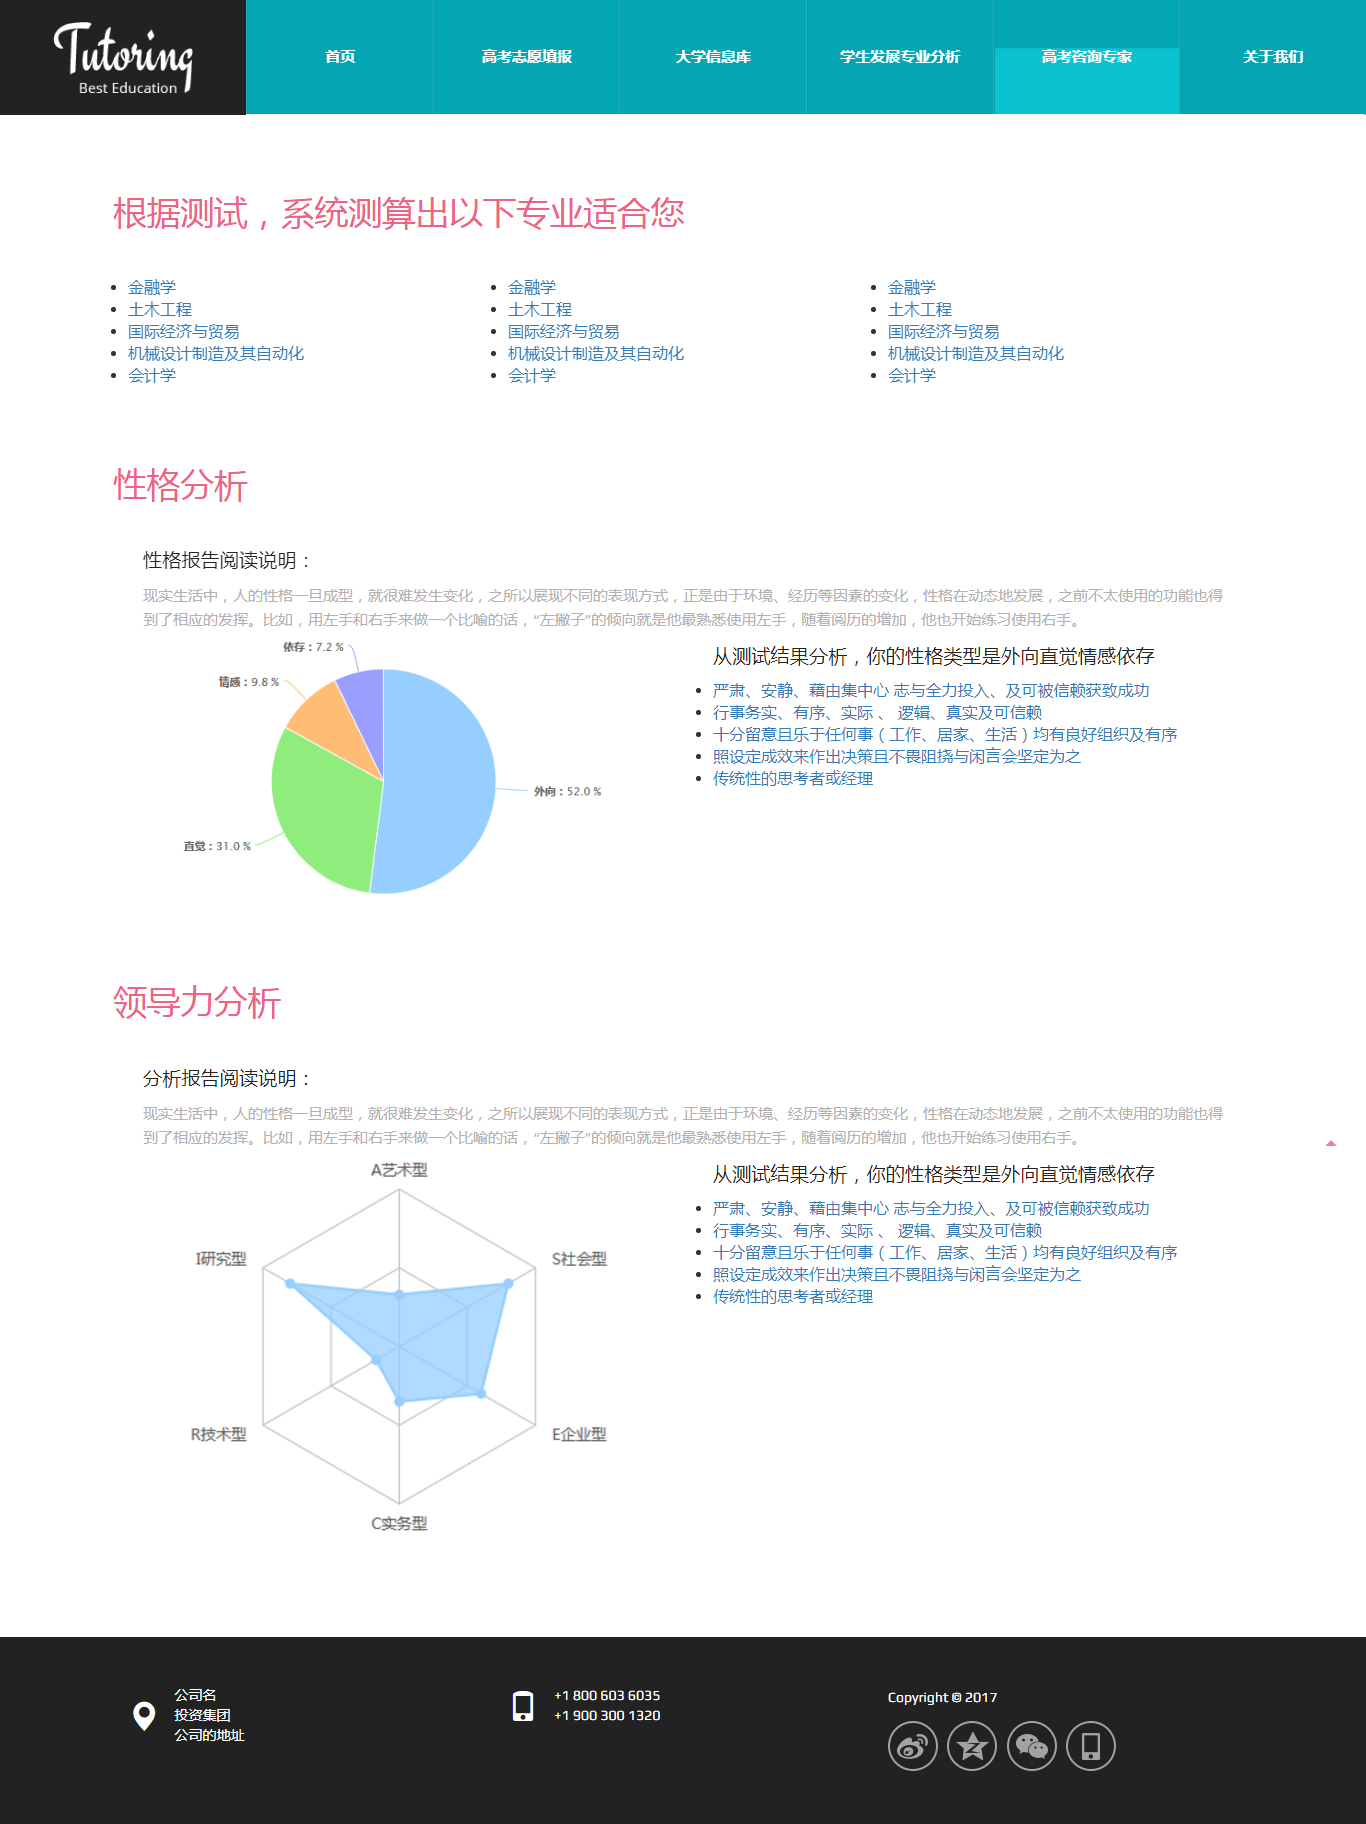 Tutoring
Best Education
首页
高考志愿填报
大学信息库
学生发展专业分析
高考咨询专家
关于我们
根据测试，系统测算出以下专业适合您
金融学
土木工程
国际经济与贸易
机械设计制造及其自动化
会计学
金融学
土木工程
国际经济与贸易
机械设计制造及其自动化
会计学
金融学
土木工程
国际经济与贸易
机械设计制造及其自动化
会计学
性格分析
性格报告阅读说明：
现实生活中，人的性格一旦成型，就很难发生变化，之所以展现不同的表现方式，正是由于环境、经历等因素的变化，性格在动态地发展，之前不太使用的功能也得
到了相应的发挥。比如，用左手和右手来做一个比喻的话，“左撇子”的倾向就是他最熟悉使用左手，随着阅历的增加，他也开始练习使用右手。
依存：7.2 %
情感：9.8 %
外向：52.0 %
直觉：31.0 %
从测试结果分析，你的性格类型是外向直觉情感依存
严肃、安静、藉由集中心 志与全力投入、及可被信赖获致成功
行事务实、有序、实际 、 逻辑、真实及可信赖
十分留意且乐于任何事（工作、居家、生活）均有良好组织及有序
照设定成效来作出决策且不畏阻挠与闲言会坚定为之
传统性的思考者或经理
领导力分析
分析报告阅读说明：
现实生活中，人的性格一旦成型，就很难发生变化，之所以展现不同的表现方式，正是由于环境、经历等因素的变化，性格在动态地发展，之前不太使用的功能也得
到了相应的发挥。比如，用左手和右手来做一个比喻的话，“左撇子”的倾向就是他最熟悉使用左手，随着阅历的增加，他也开始练习使用右手。
A艺术型
I研究型
S社会型
R技术型
E企业型
C实务型
从测试结果分析，你的性格类型是外向直觉情感依存
严肃、安静、藉由集中心 志与全力投入、及可被信赖获致成功
行事务实、有序、实际 、 逻辑、真实及可信赖
十分留意且乐于任何事（工作、居家、生活）均有良好组织及有序
照设定成效来作出决策且不畏阻挠与闲言会坚定为之
传统性的思考者或经理
公司名
投资集团
公司的地址
+1 800 603 6035
+1 900 300 1320
Copyright © 2017